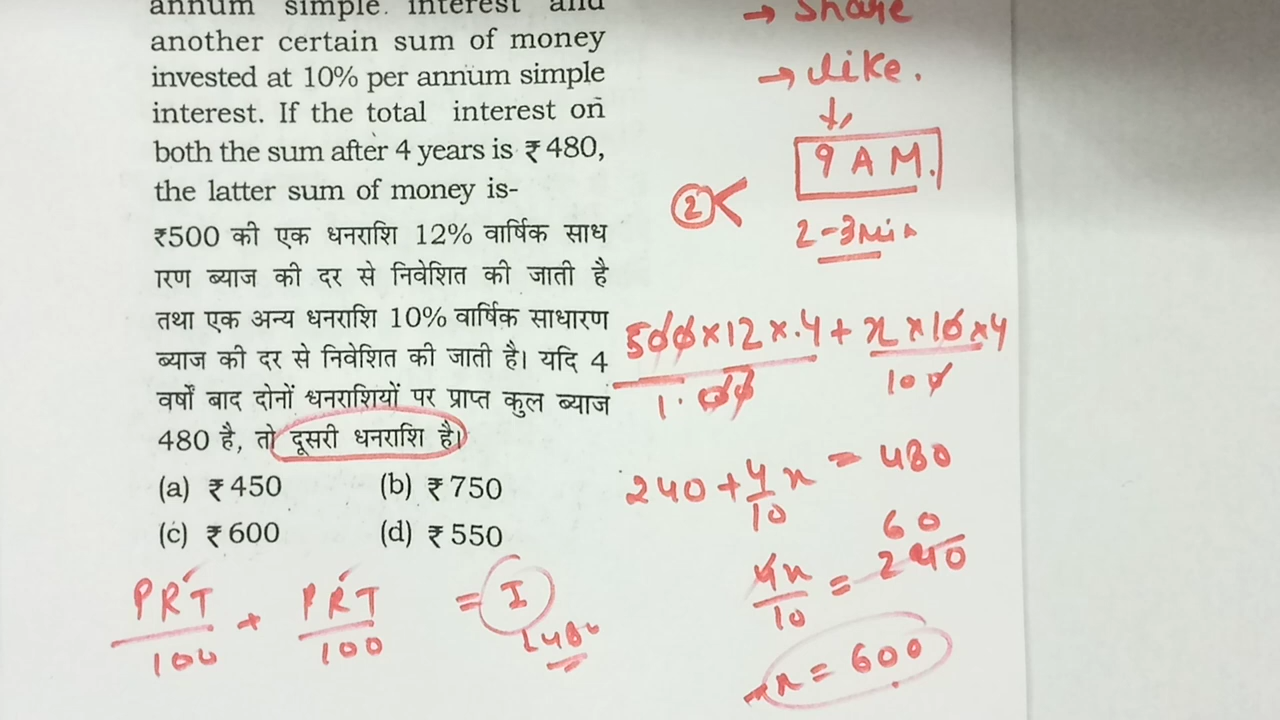 annum simple interest and
another certain sum of money
invested at 10% per annum simple
interest. If the total interest on
both the sum after 4 years is ₹480,
the latter sum of money is-
₹500 की एक धनराशि 12% वार्षिक साध
रण ब्याज की दर से निवेशित की जाती है
तथा एक अन्य धनराशि 10% वार्षिक साधारण
ब्याज की दर से निवेशित की जाती है। यदि 4
वर्षों बाद दोनों धनराशियों पर प्राप्त कुल ब्याज
480 है, तो दूसरी धनराशि है।
(a) ₹450 (b) ₹750
(c) ₹600 (d) ₹550
PRT/100 + PRT/100 = I
480
→ Share
→ like.
9 A M.
② <
2-3 Min
500×12×4/100 + x×10×4/100
240 + 4/10 x = 480
60
4x/10 = 240
x = 600